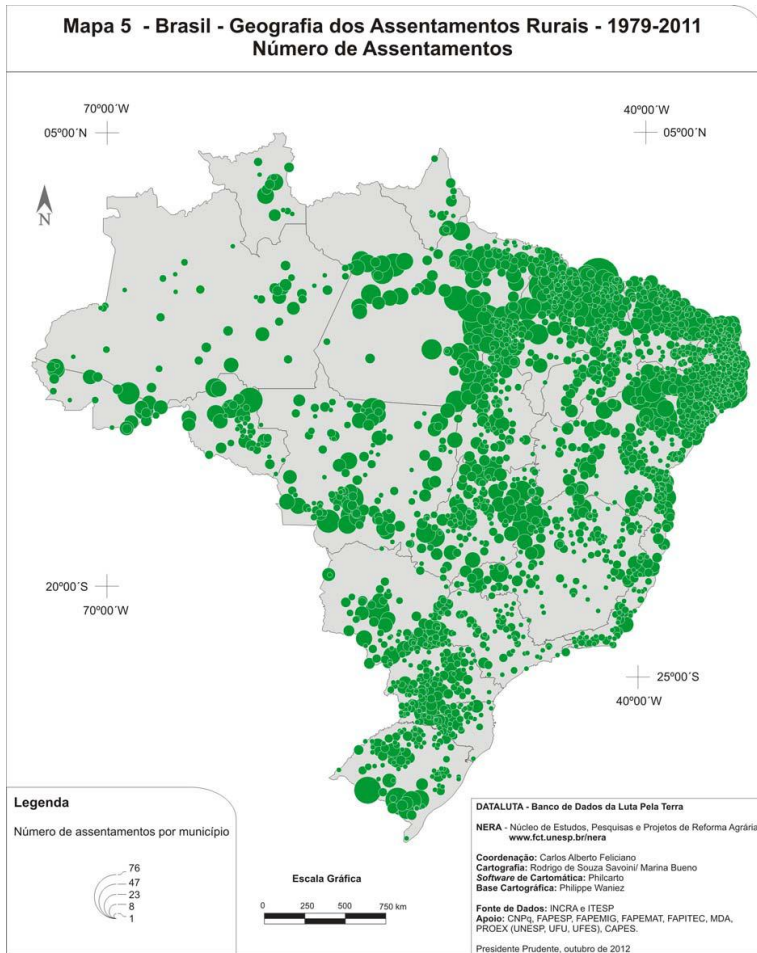 Mapa 5 - Brasil - Geografia dos Assentamentos Rurais - 1979-2011
Número de Assentamentos
70º00´W
05º00´N
40º00´W
05º00´N
N
20º00´S
70º00´W
25º00´S
40º00´W
Legenda
Número de assentamentos por município
76
47
23
8
1
Escala Gráfica
0 250 500 750 km
DATALUTA - Banco de Dados da Luta Pela Terra
NERA - Núcleo de Estudos, Pesquisas e Projetos de Reforma Agrária
www.fct.unesp.br/nera
Coordenação: Carlos Alberto Feliciano
Cartografia: Rodrigo de Souza Savoini/ Marina Bueno
Software de Cartomática: Philcarto
Base Cartográfica: Philippe Waniez
Fonte de Dados: INCRA e ITESP
Apoio: CNPq, FAPESP, FAPEMIG, FAPEMAT, FAPITEC, MDA,
PROEX (UNESP, UFU, UFES), CAPES.
Presidente Prudente, outubro de 2012